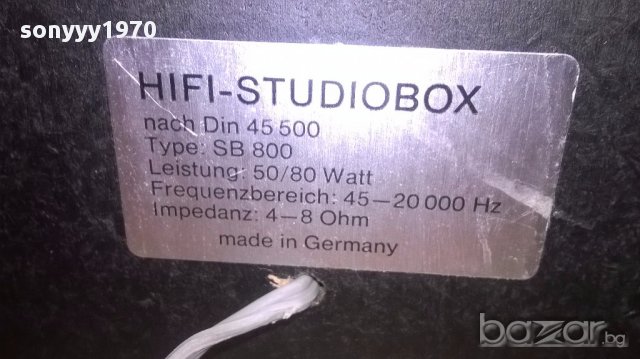 sonyyy1970
HIFI-STUDIOBOX
nach Din 45 500
Type: SB 800
Leistung: 50/80 Watt
Frequenzbereich: 45—20 000 Hz
Impedanz: 4—8 Ohm
made in Germany
bazar.bg